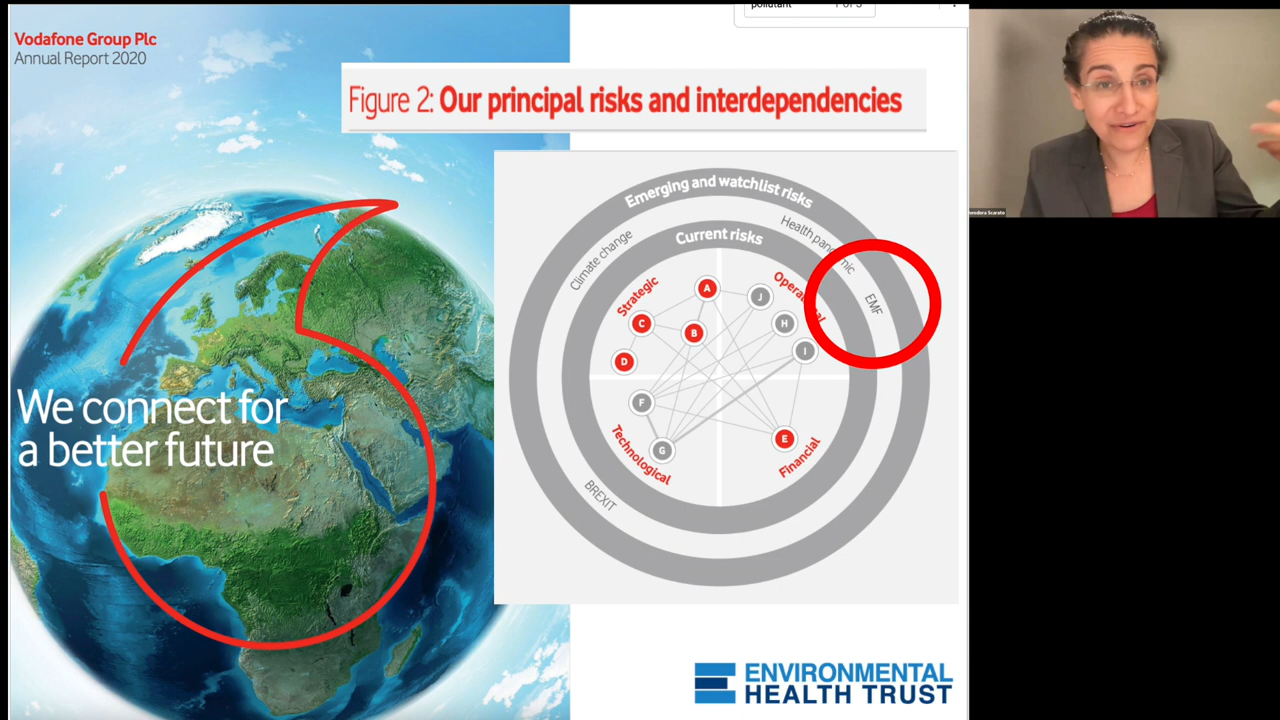 Vodafone Group Plc
Annual Report 2020
pollutant
Figure 2: Our principal risks and interdependencies
We connect for
a better future
Emerging and watchlist risks
Climate change
Health pandemic
EMF
BREXIT
Current risks
Strategic
Operational
Technological
Financial
A
J
C
B
H
I
D
F
E
G
ENVIRONMENTAL
HEALTH TRUST
Theodora Scarato